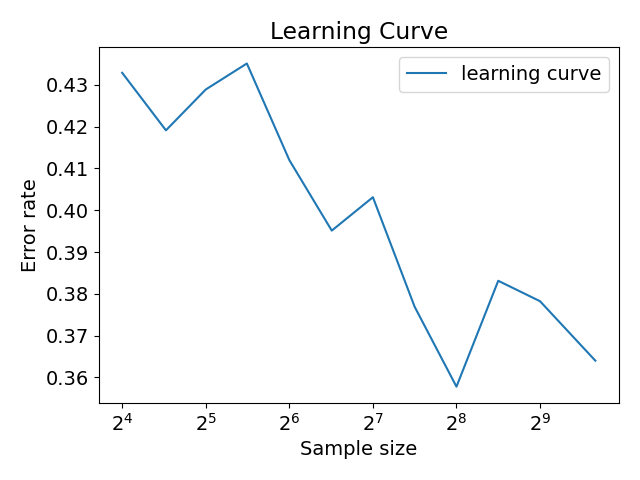 Learning Curve
learning curve
Error rate
0.43
0.42
0.41
0.40
0.39
0.38
0.37
0.36
2⁴ 2⁵ 2⁶ 2⁷ 2⁸ 2⁹
Sample size